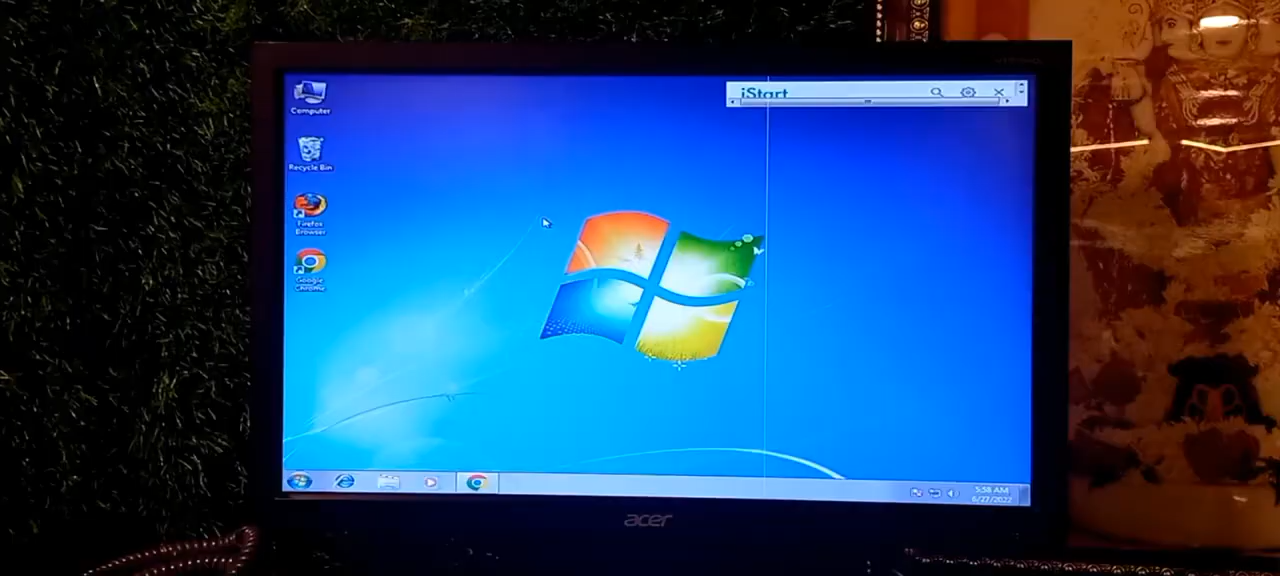 Computer
Recycle Bin
Firefox
Browser
Google
Chrome
iStart
5:58 AM
6/27/2022
acer